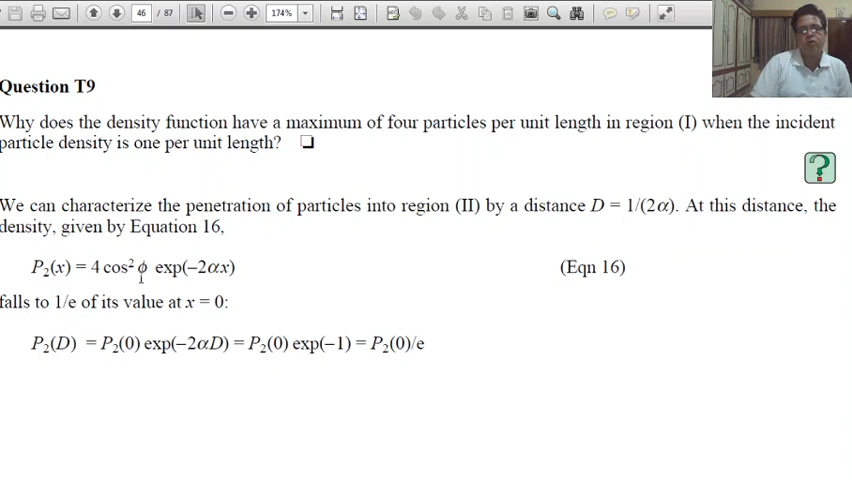 46 / 87 174%
Question T9
Why does the density function have a maximum of four particles per unit length in region (I) when the incident
particle density is one per unit length? ❏
?
We can characterize the penetration of particles into region (II) by a distance D = 1/(2α). At this distance, the
density, given by Equation 16,
P₂(x) = 4 cos² ϕ exp(−2αx) (Eqn 16)
falls to 1/e of its value at x = 0:
P₂(D) = P₂(0) exp(−2αD) = P₂(0) exp(−1) = P₂(0)/e